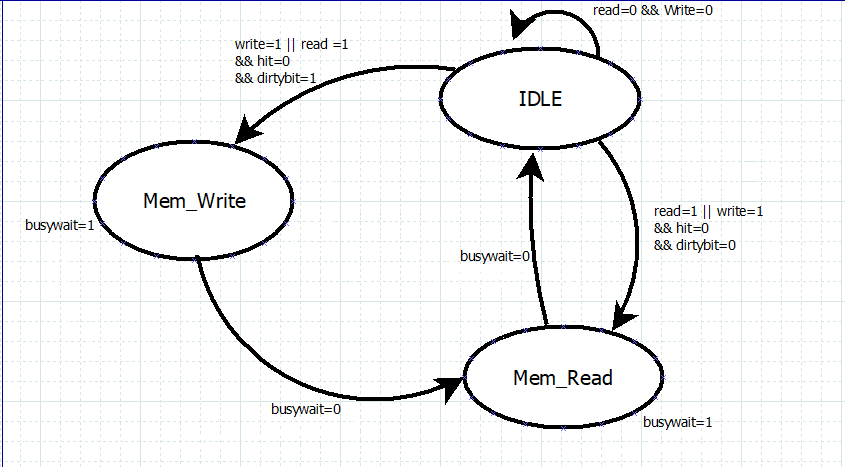 read=0 && Write=0
write=1 || read =1
&& hit=0
&& dirtybit=1
IDLE
Mem_Write
busywait=1
read=1 || write=1
&& hit=0
&& dirtybit=0
busywait=0
Mem_Read
busywait=0
busywait=1